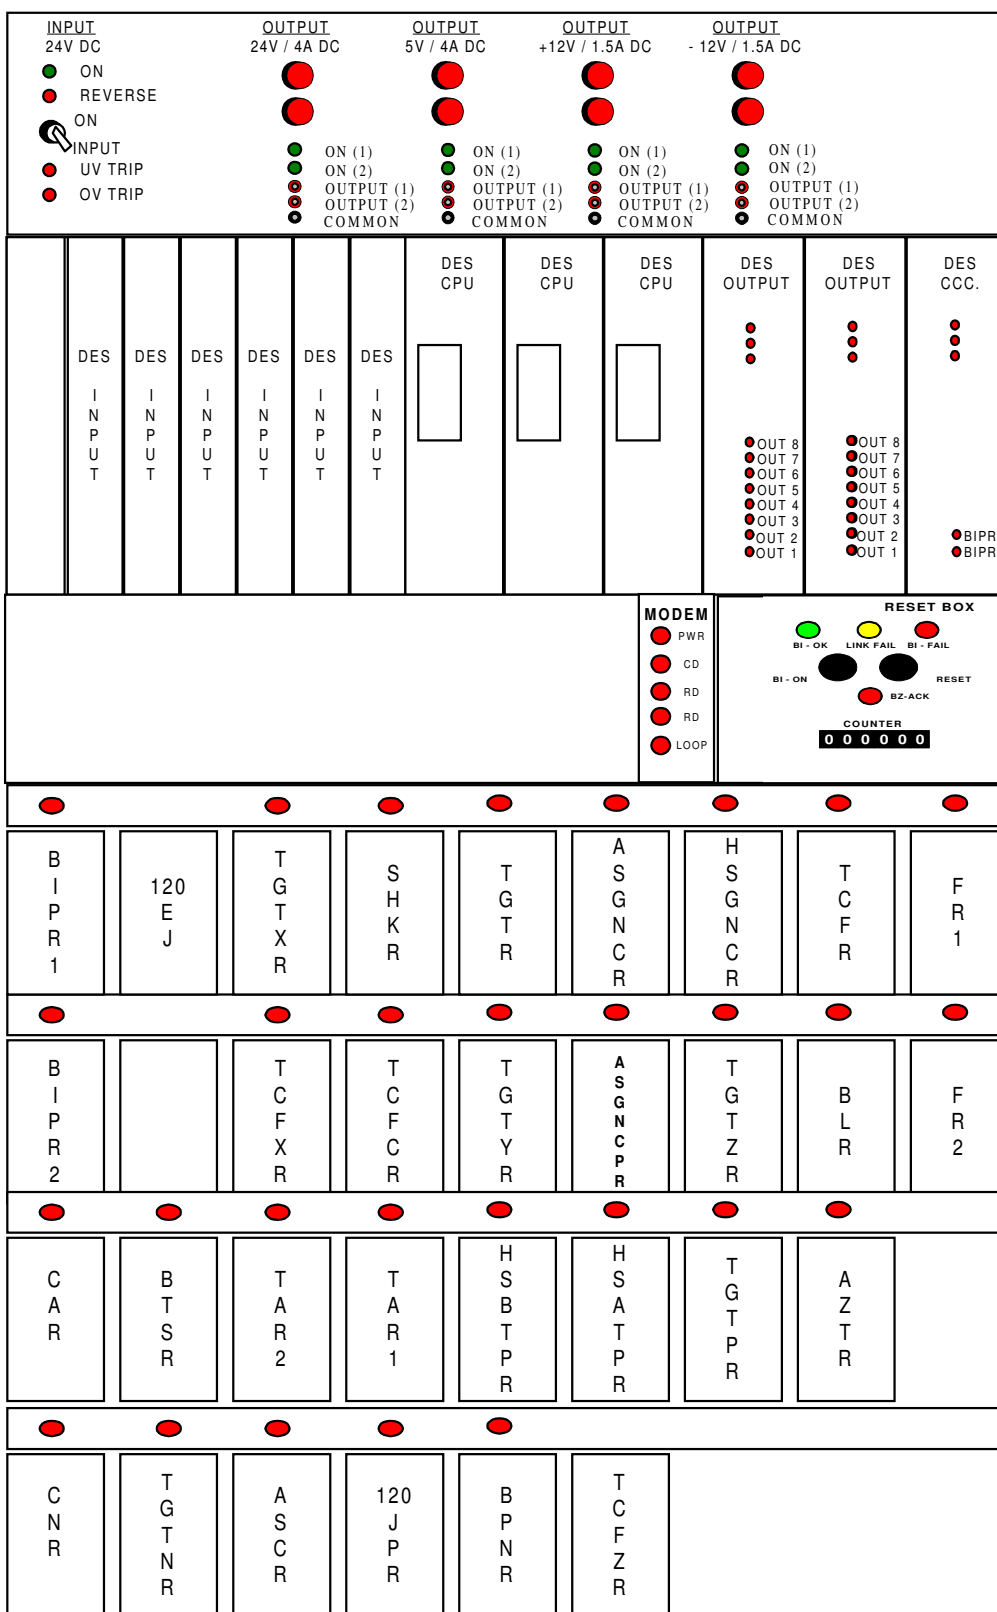 INPUT
24V DC
ON
REVERSE
ON
INPUT
UV TRIP
OV TRIP
OUTPUT
24V / 4A DC
ON (1)
ON (2)
OUTPUT (1)
OUTPUT (2)
COMMON
OUTPUT
5V / 4A DC
ON (1)
ON (2)
OUTPUT (1)
OUTPUT (2)
COMMON
OUTPUT
+12V / 1.5A DC
ON (1)
ON (2)
OUTPUT (1)
OUTPUT (2)
COMMON
OUTPUT
- 12V / 1.5A DC
ON (1)
ON (2)
OUTPUT (1)
OUTPUT (2)
COMMON
DES
INPUT
DES
INPUT
DES
INPUT
DES
INPUT
DES
INPUT
DES
INPUT
DES
CPU
DES
CPU
DES
CPU
DES
OUTPUT
OUT 8
OUT 7
OUT 6
OUT 5
OUT 4
OUT 3
OUT 2
OUT 1
DES
OUTPUT
OUT 8
OUT 7
OUT 6
OUT 5
OUT 4
OUT 3
OUT 2
OUT 1
DES
CCC.
BIPR
BIPR
MODEM
PWR
CD
RD
RD
LOOP
RESET BOX
BI - OK LINK FAIL BI - FAIL
BI - ON RESET
BZ-ACK
COUNTER
0 0 0 0 0 0
BIPR1
120
E
J
TGTXR
SHKR
TGTR
ASGNCR
HSGNCR
TCFR
FR1
BIPR2
TCFXR
TCFCR
TGTYR
ASGNCPR
TGTZR
BLR
FR2
CAR
BTSR
TAR2
TAR1
HSBTPR
HSATPR
TGTPR
AZTR
CNR
TGTNR
ASCR
120
J
P
R
BPNR
TCFZR